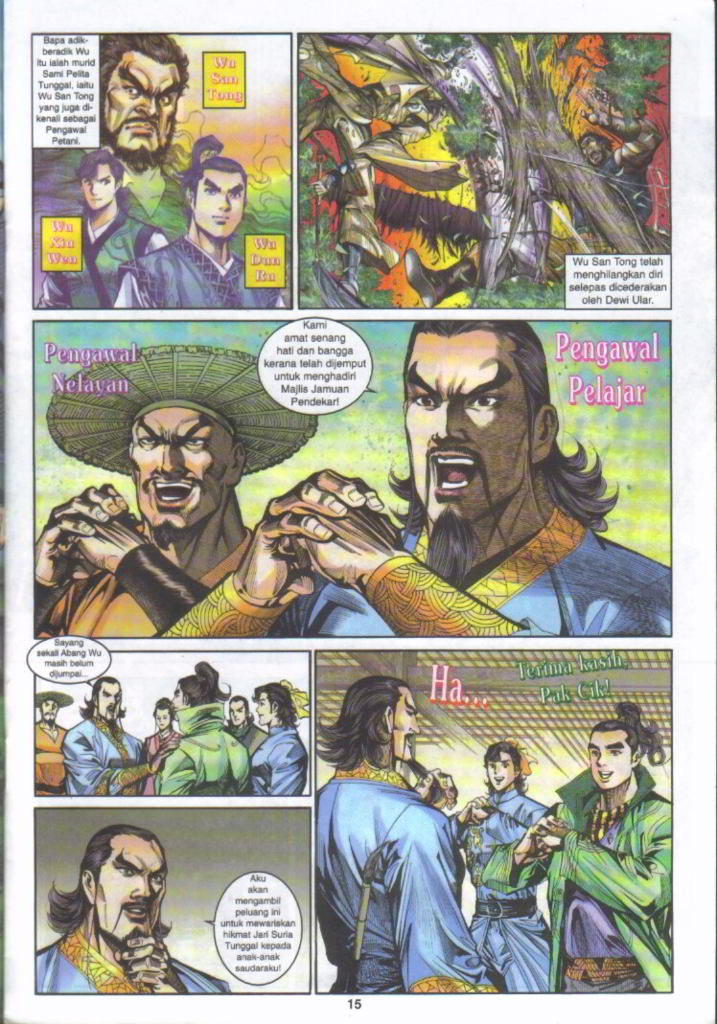 Bapa adik-
beradik Wu
itu ialah murid
Sami Pelita
Tunggal, iaitu
Wu San Tong
yang juga di-
kenali sebagai
Pengawal
Petani.
Wu
San
Tong
Wu
Xiu
Wen
Wu
Dun
Ru
Wu San Tong telah
menghilangkan diri
selepas dicederakan
oleh Dewi Ular.
Pengawal
Nelayan
Kami
amat senang
hati dan bangga
kerana telah dijemput
untuk menghadiri
Majlis Jamuan
Pendekar!
Pengawal
Pelajar
Sayang
sekali Abang Wu
masih belum
dijumpai...
Ha...
Terima kasih,
Pak Cik!
Aku
akan
mengambil
peluang ini
untuk mewariskan
hikmat Jari Suria
Tunggal kepada
anak-anak
saudaraku!
15